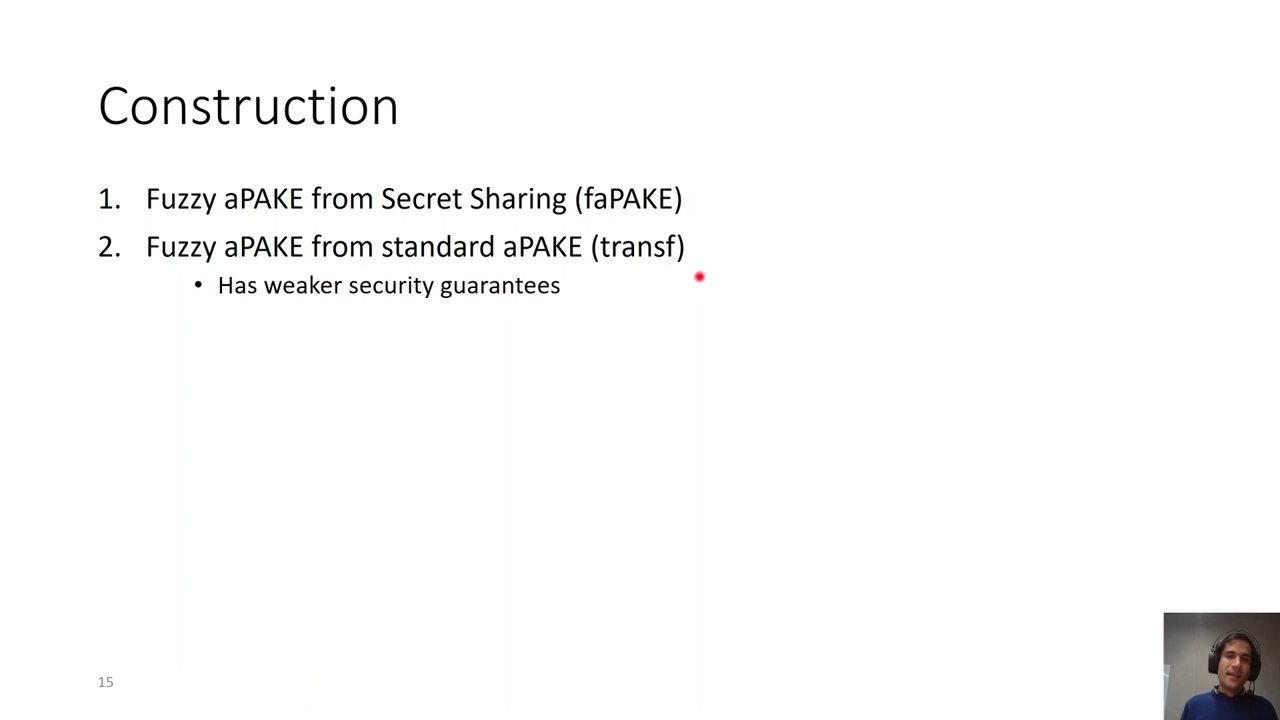 Construction
1. Fuzzy aPAKE from Secret Sharing (faPAKE)
2. Fuzzy aPAKE from standard aPAKE (transf)
• Has weaker security guarantees
15